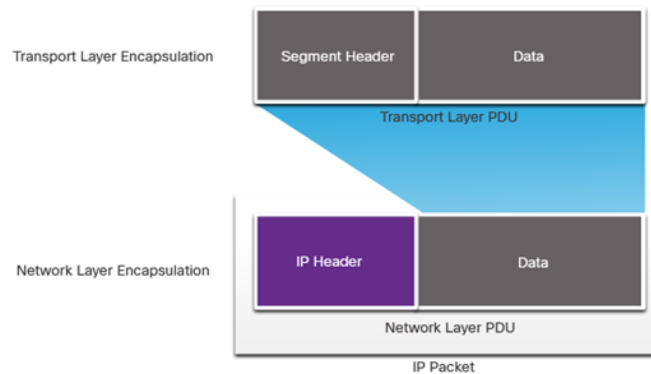 Transport Layer Encapsulation
Segment Header
Data
Transport Layer PDU
Network Layer Encapsulation
IP Header
Data
Network Layer PDU
IP Packet